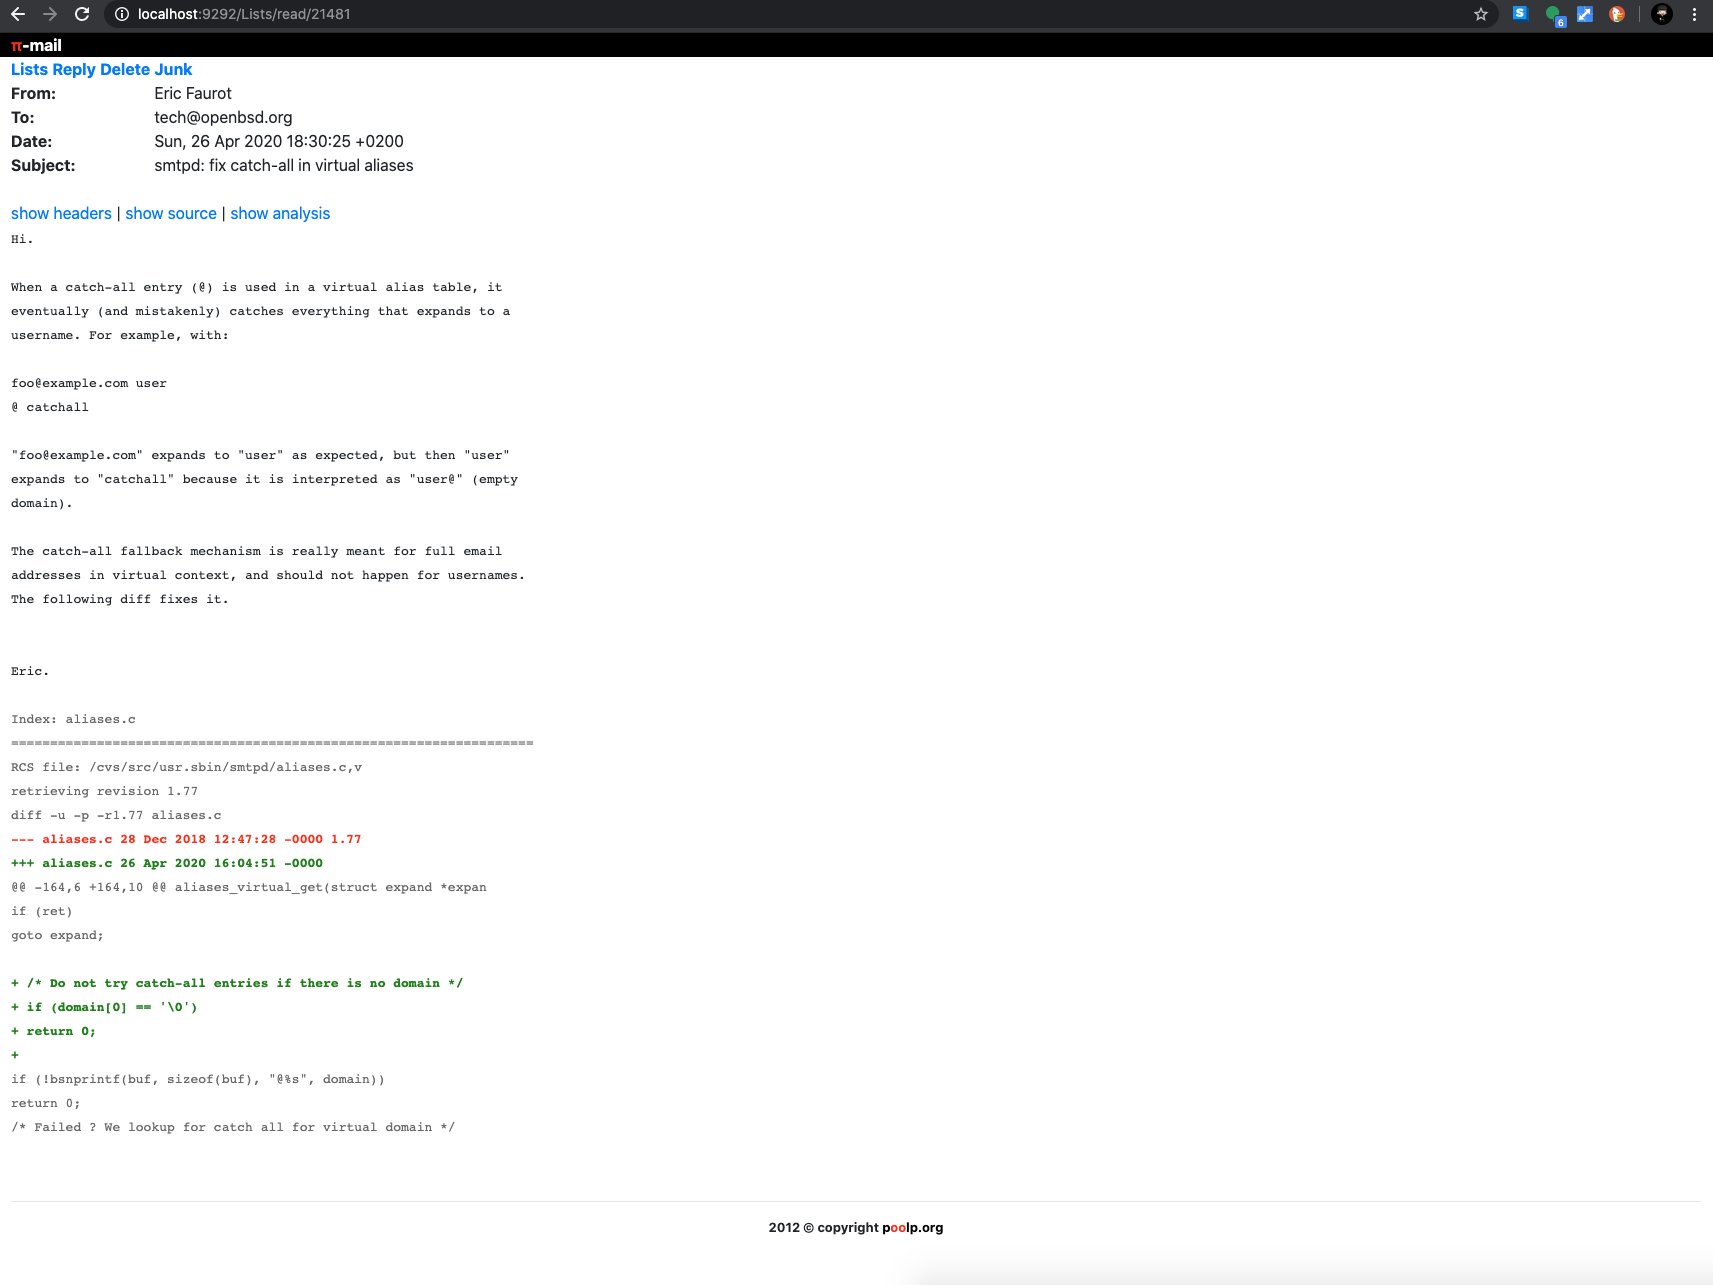 localhost:9292/Lists/read/21481
S
6
π-mail
Lists Reply Delete Junk
From: Eric Faurot
To: tech@openbsd.org
Date: Sun, 26 Apr 2020 18:30:25 +0200
Subject: smtpd: fix catch-all in virtual aliases
show headers | show source | show analysis
Hi.
When a catch-all entry (@) is used in a virtual alias table, it
eventually (and mistakenly) catches everything that expands to a
username. For example, with:
foo@example.com user
@ catchall
"foo@example.com" expands to "user" as expected, but then "user"
expands to "catchall" because it is interpreted as "user@" (empty
domain).
The catch-all fallback mechanism is really meant for full email
addresses in virtual context, and should not happen for usernames.
The following diff fixes it.
Eric.
Index: aliases.c
===================================================================
RCS file: /cvs/src/usr.sbin/smtpd/aliases.c,v
retrieving revision 1.77
diff -u -p -r1.77 aliases.c
--- aliases.c 28 Dec 2018 12:47:28 -0000 1.77
+++ aliases.c 26 Apr 2020 16:04:51 -0000
@@ -164,6 +164,10 @@ aliases_virtual_get(struct expand *expan
if (ret)
goto expand;
+ /* Do not try catch-all entries if there is no domain */
+ if (domain[0] == '\0')
+ return 0;
+
if (!bsnprintf(buf, sizeof(buf), "@%s", domain))
return 0;
/* Failed ? We lookup for catch all for virtual domain */
2012 © copyright poolp.org